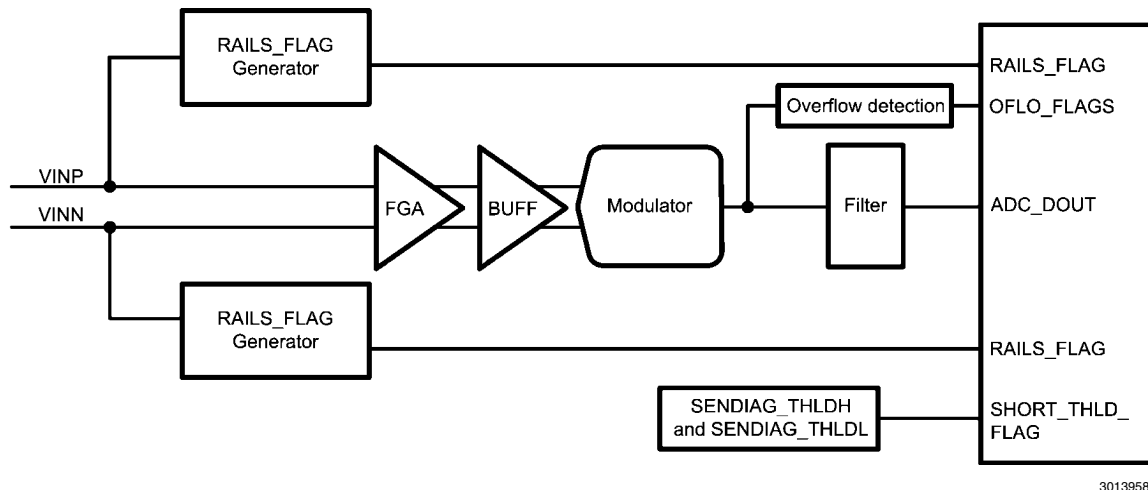 RAILS_FLAG
Generator
RAILS_FLAG
Overflow detection
OFLO_FLAGS
VINP
VINN
FGA
BUFF
Modulator
Filter
ADC_DOUT
RAILS_FLAG
Generator
RAILS_FLAG
SENDIAG_THLDH
and SENDIAG_THLDL
SHORT_THLD_
FLAG
3013958